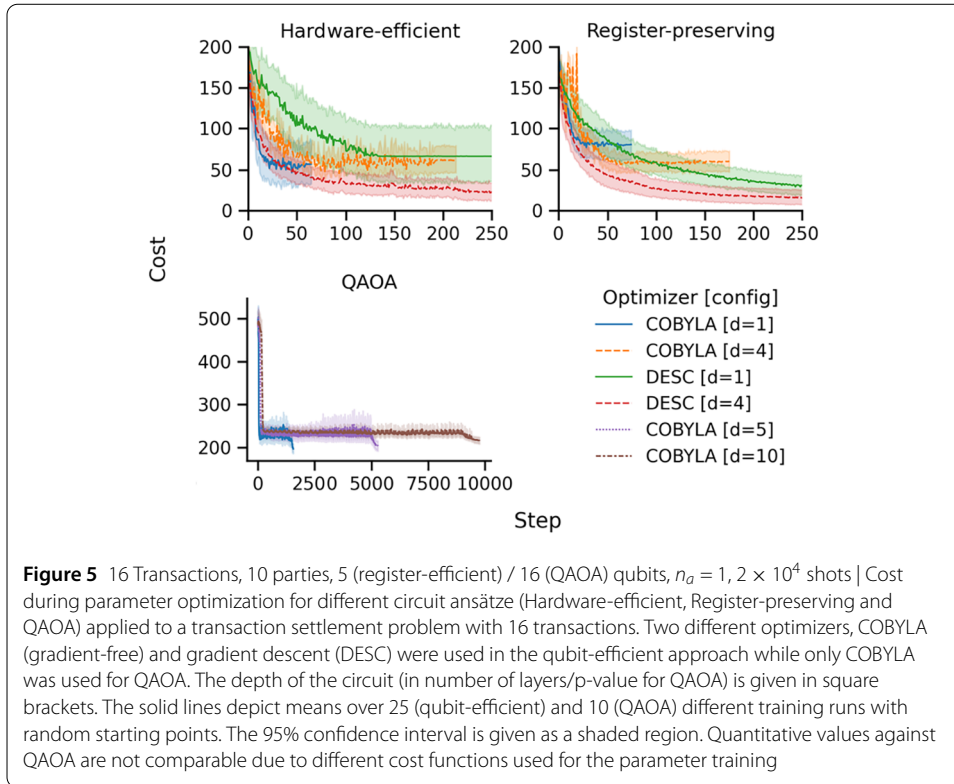 Hardware-efficient
Register-preserving
200
150
100
50
0
0 50 100 150 200 250
200
150
100
50
0
0 50 100 150 200 250
Cost
QAOA
500
400
300
200
0 2500 5000 7500 10000
Step
Optimizer [config]
COBYLA [d=1]
COBYLA [d=4]
DESC [d=1]
DESC [d=4]
COBYLA [d=5]
COBYLA [d=10]
Figure 5 16 Transactions, 10 parties, 5 (register-efficient) / 16 (QAOA) qubits, nₐ = 1, 2 × 10⁴ shots | Cost
during parameter optimization for different circuit ansätze (Hardware-efficient, Register-preserving and
QAOA) applied to a transaction settlement problem with 16 transactions. Two different optimizers, COBYLA
(gradient-free) and gradient descent (DESC) were used in the qubit-efficient approach while only COBYLA
was used for QAOA. The depth of the circuit (in number of layers/p-value for QAOA) is given in square
brackets. The solid lines depict means over 25 (qubit-efficient) and 10 (QAOA) different training runs with
random starting points. The 95% confidence interval is given as a shaded region. Quantitative values against
QAOA are not comparable due to different cost functions used for the parameter training